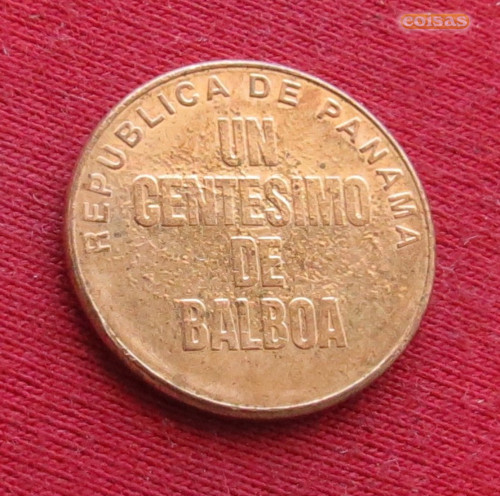 coisas
REPUBLICA DE PANAMA
UN
CENTESIMO
DE
BALBOA